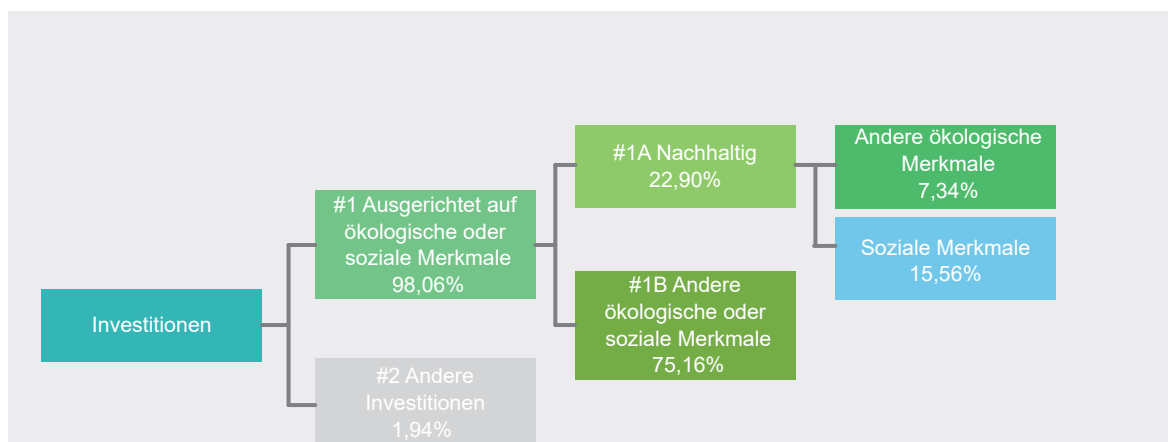 Investitionen
#1 Ausgerichtet auf
ökologische oder
soziale Merkmale
98,06%
#2 Andere
Investitionen
1,94%
#1A Nachhaltig
22,90%
#1B Andere
ökologische oder
soziale Merkmale
75,16%
Andere ökologische
Merkmale
7,34%
Soziale Merkmale
15,56%